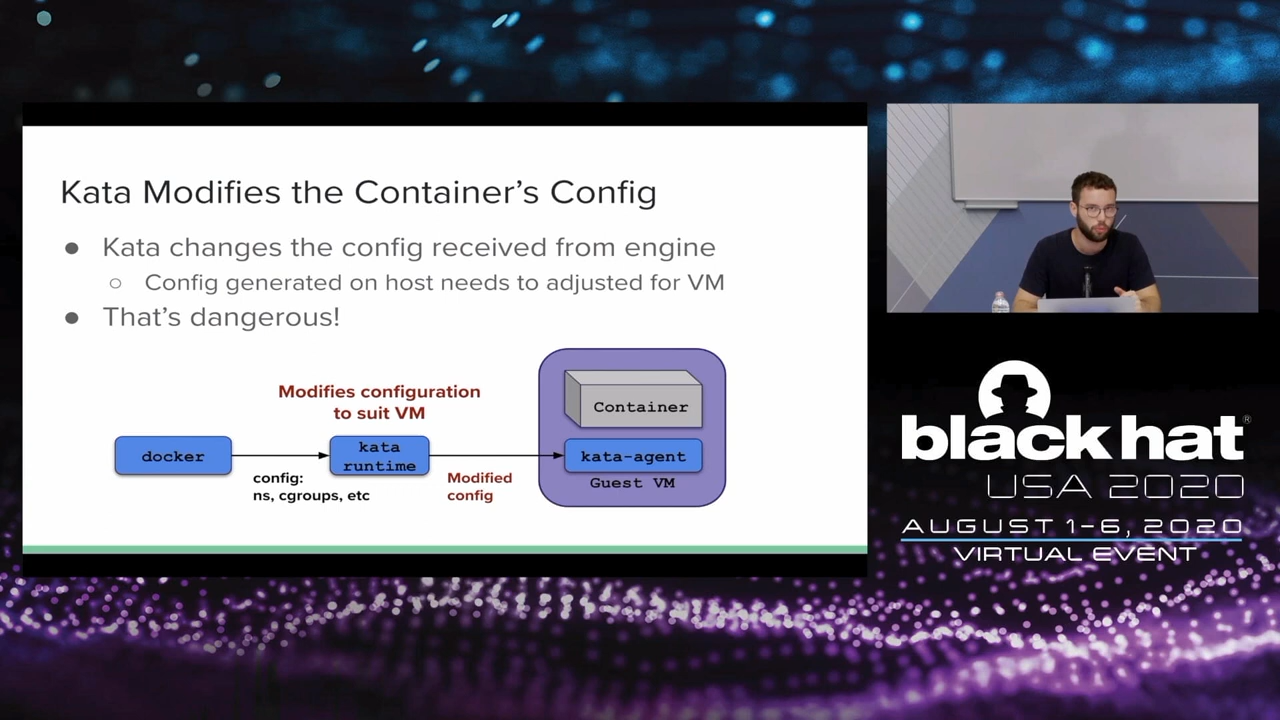 Kata Modifies the Container's Config
● Kata changes the config received from engine
○ Config generated on host needs to adjusted for VM
● That's dangerous!
Modifies configuration
to suit VM
docker
config:
ns, cgroups, etc
kata
runtime
Modified
config
Container
kata-agent
Guest VM
black hat®
USA 2020
AUGUST 1-6, 2020
VIRTUAL EVENT